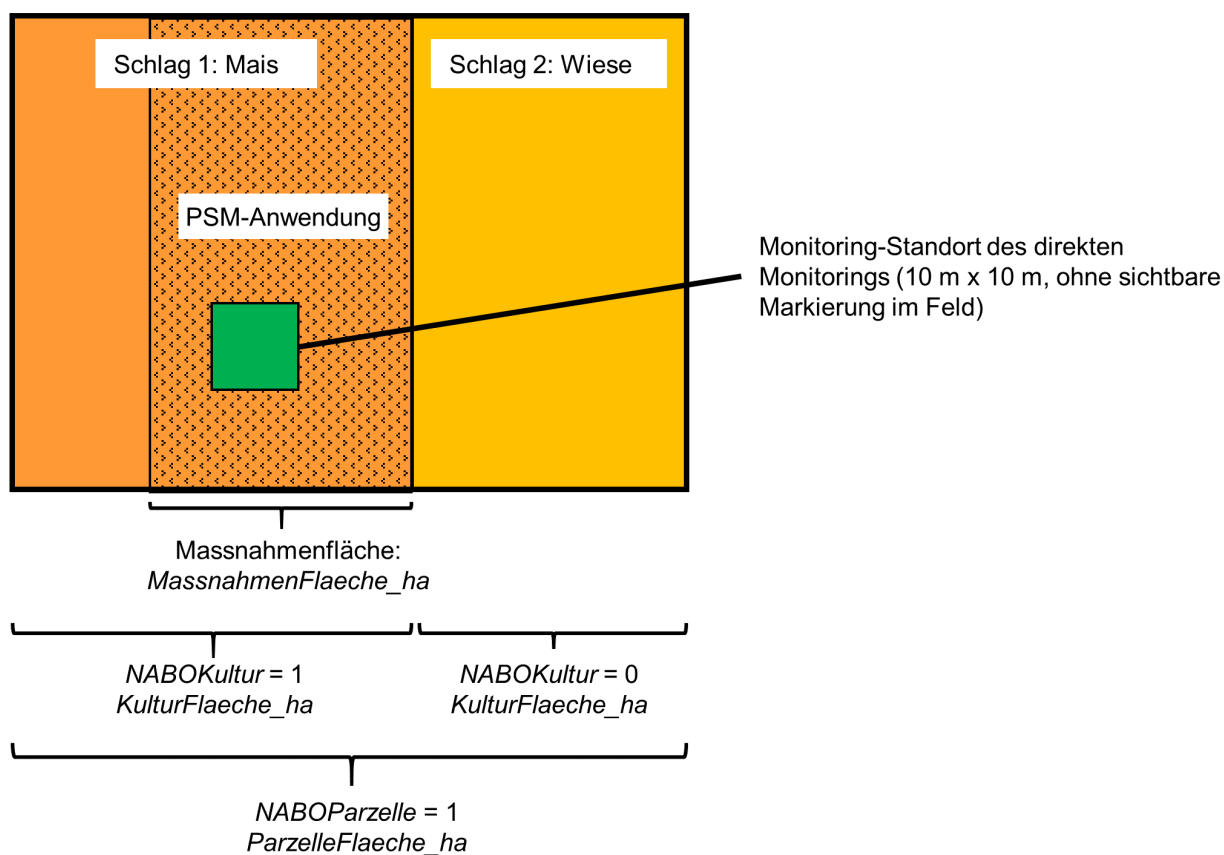 Schlag 1: Mais
Schlag 2: Wiese
PSM-Anwendung
Monitoring-Standort des direkten
Monitorings (10 m x 10 m, ohne sichtbare
Markierung im Feld)
Massnahmenfläche:
MassnahmenFlaeche_ha
NABOKultur = 1
KulturFlaeche_ha
NABOKultur = 0
KulturFlaeche_ha
NABOParzelle = 1
ParzelleFlaeche_ha